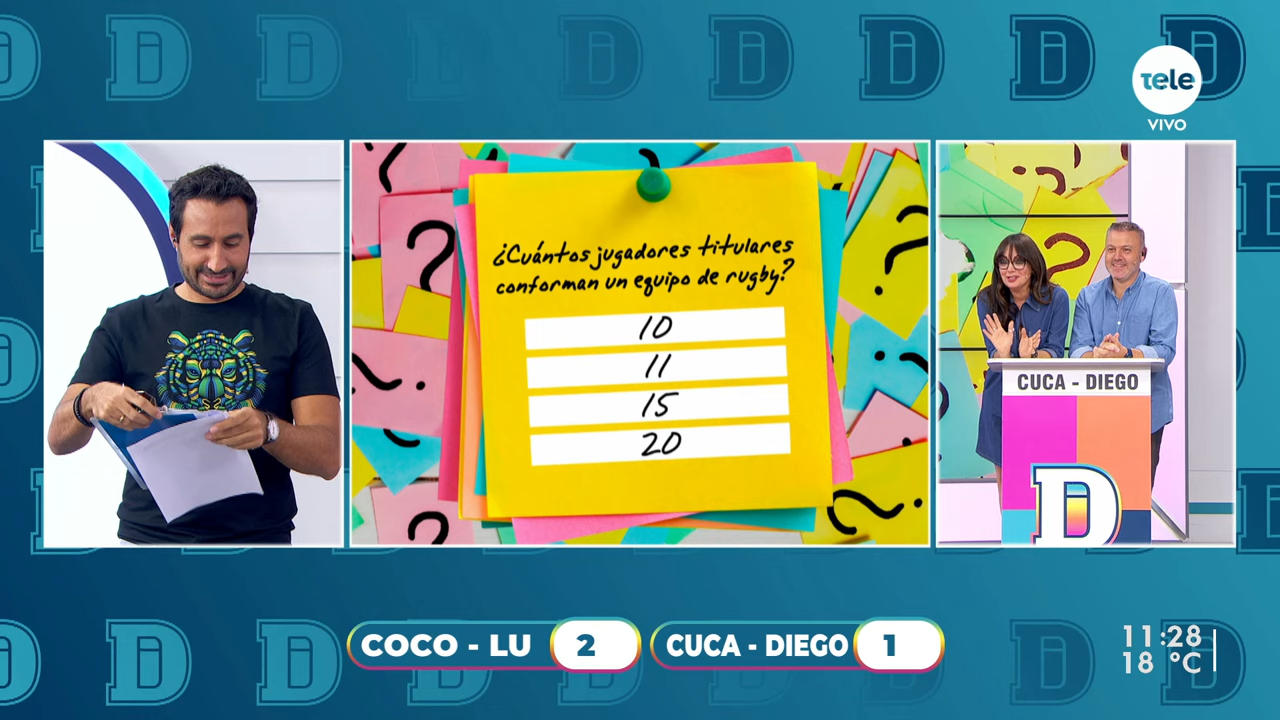 tele
VIVO
¿Cuántos jugadores titulares
conforman un equipo de rugby?
10
11
15
20
CUCA - DIEGO
D
COCO - LU 2
CUCA - DIEGO 1
11:28
18 °C